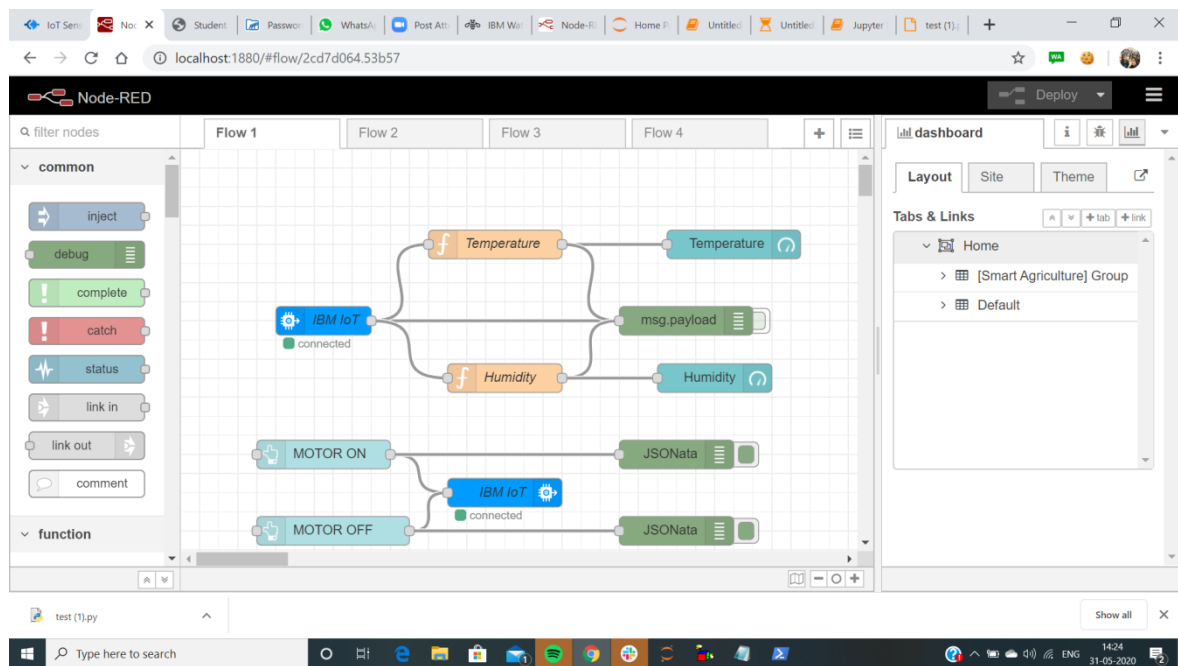 IoT Sens
Noc
Student
Passwor
WhatsA
Post Att
IBM Wat
Node-R
Home P
Untitled
Untitled
Jupyter
test (1).p
localhost:1880/#flow/2cd7d064.53b57
Node-RED
Deploy
filter nodes
Flow 1
Flow 2
Flow 3
Flow 4
dashboard
common
inject
debug
complete
catch
status
link in
link out
comment
function
Temperature
Temperature
IBM IoT
connected
msg.payload
Humidity
Humidity
MOTOR ON
JSONata
IBM IoT
connected
MOTOR OFF
JSONata
Layout
Site
Theme
Tabs & Links
+ tab
+ link
Home
[Smart Agriculture] Group
Default
test (1).py
Show all
Type here to search
ENG
14:24
31-05-2020